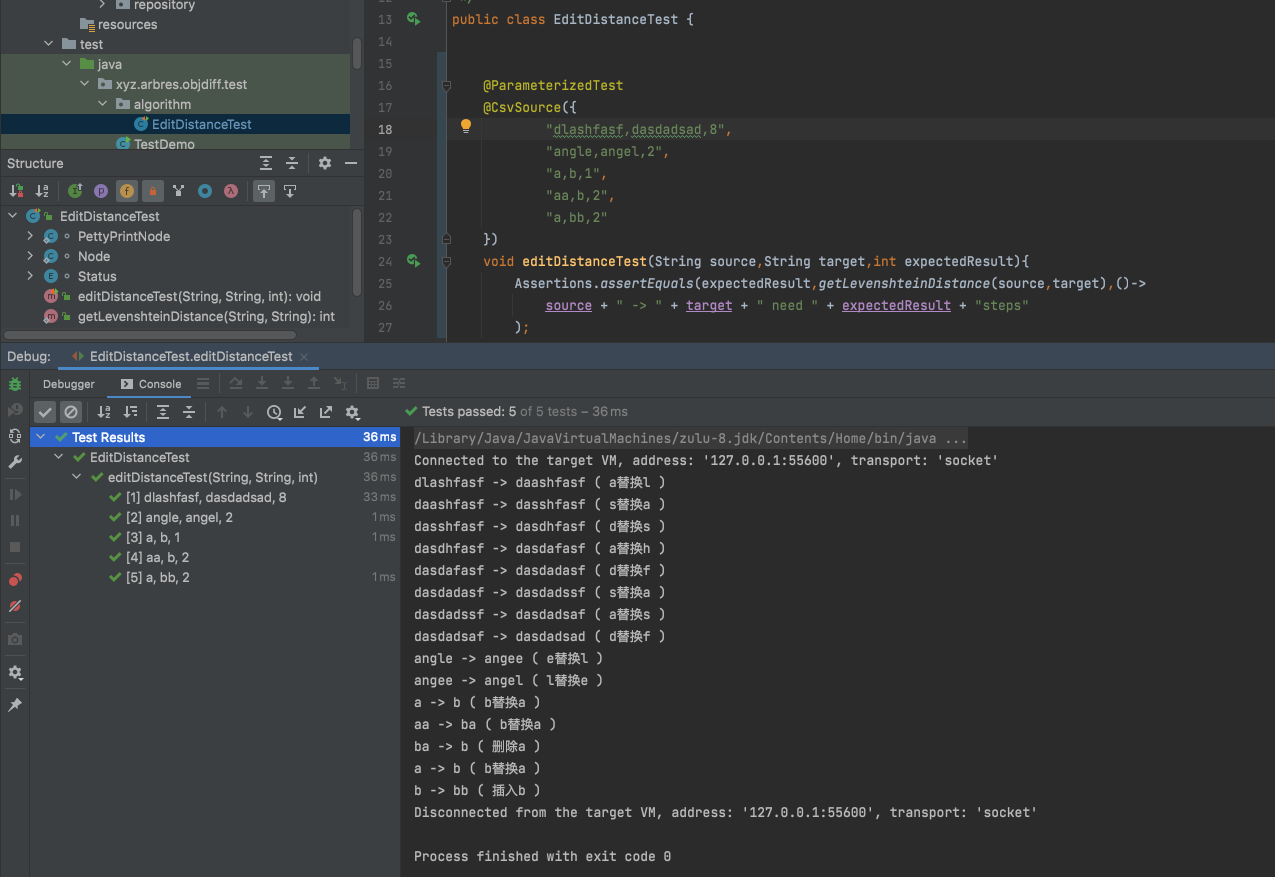 repository
resources
test
java
xyz.arbres.objdiff.test
algorithm
EditDistanceTest
TestDemo
Structure
EditDistanceTest
PettyPrintNode
Node
Status
editDistanceTest(String, String, int): void
getLevenshteinDistance(String, String): int
13 public class EditDistanceTest {
14
15
16 @ParameterizedTest
17 @CsvSource({
18 "dlashfasf,dasdadsad,8",
19 "angle,angel,2",
20 "a,b,1",
21 "aa,b,2",
22 "a,bb,2"
23 })
24 void editDistanceTest(String source,String target,int expectedResult){
25 Assertions.assertEquals(expectedResult,getLevenshteinDistance(source,target),()->
26 source + " -> " + target + " need " + expectedResult + "steps"
27 );
Debug: EditDistanceTest.editDistanceTest
Debugger Console
Tests passed: 5 of 5 tests – 36 ms
Test Results 36 ms
EditDistanceTest 36 ms
editDistanceTest(String, String, int) 36 ms
[1] dlashfasf, dasdadsad, 8 33 ms
[2] angle, angel, 2 1 ms
[3] a, b, 1 1 ms
[4] aa, b, 2
[5] a, bb, 2 1 ms
/Library/Java/JavaVirtualMachines/zulu-8.jdk/Contents/Home/bin/java ...
Connected to the target VM, address: '127.0.0.1:55600', transport: 'socket'
dlashfasf -> daashfasf ( a替换l )
daashfasf -> dasshfasf ( s替换a )
dasshfasf -> dasdhfasf ( d替换s )
dasdhfasf -> dasdafasf ( a替换h )
dasdafasf -> dasdadasf ( d替换f )
dasdadasf -> dasdadssf ( s替换a )
dasdadssf -> dasdadsaf ( a替换s )
dasdadsaf -> dasdadsad ( d替换f )
angle -> angee ( e替换l )
angee -> angel ( l替换e )
a -> b ( b替换a )
aa -> ba ( b替换a )
ba -> b ( 删除a )
a -> b ( b替换a )
b -> bb ( 插入b )
Disconnected from the target VM, address: '127.0.0.1:55600', transport: 'socket'
Process finished with exit code 0